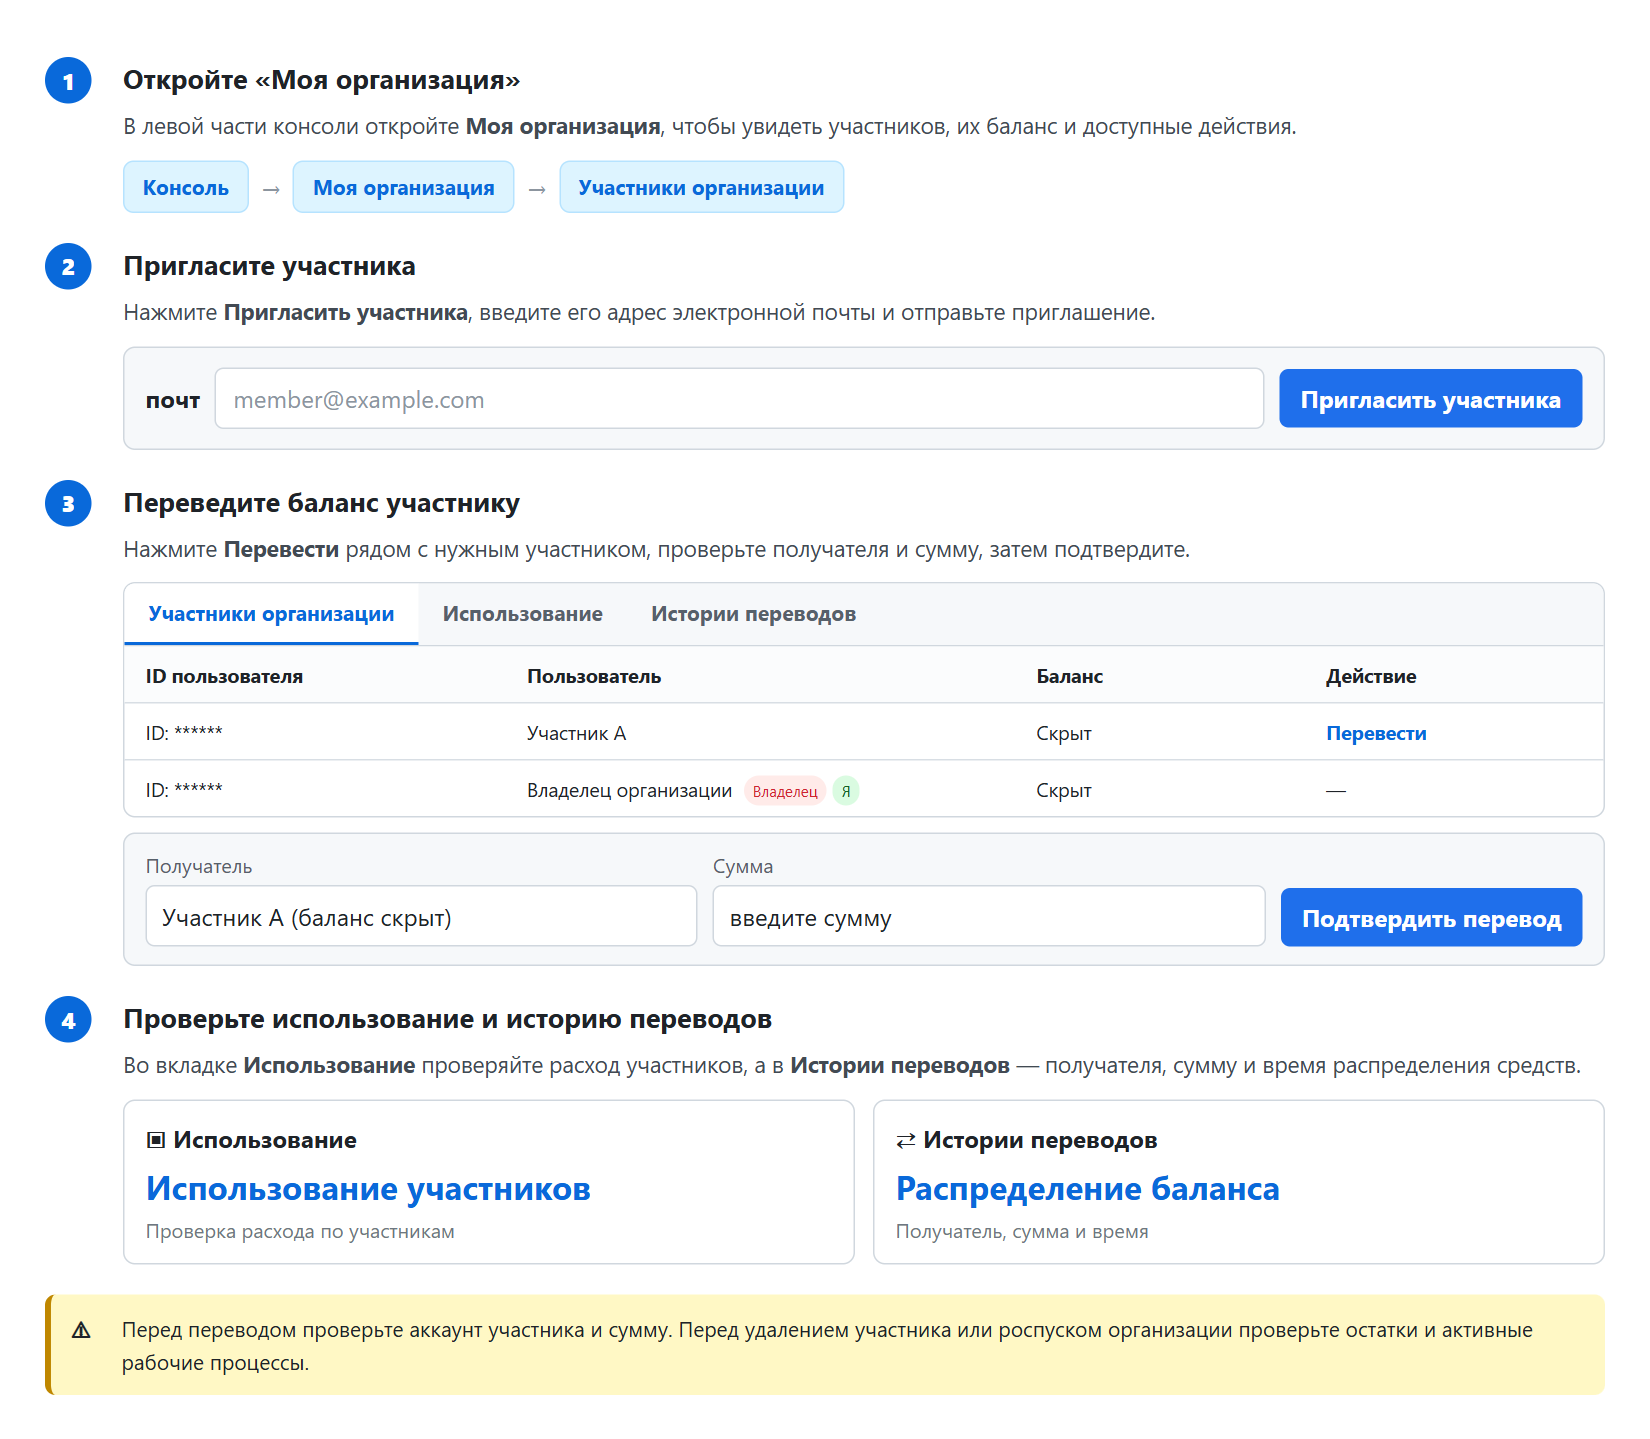 1
Откройте «Моя организация»
В левой части консоли откройте Моя организация, чтобы увидеть участников, их баланс и доступные действия.
Консоль → Моя организация → Участники организации
2
Пригласите участника
Нажмите Пригласить участника, введите его адрес электронной почты и отправьте приглашение.
почт member@example.com Пригласить участника
3
Переведите баланс участнику
Нажмите Перевести рядом с нужным участником, проверьте получателя и сумму, затем подтвердите.
Участники организации Использование Истории переводов
ID пользователя Пользователь Баланс Действие
ID: ****** Участник А Скрыт Перевести
ID: ****** Владелец организации Владелец Я Скрыт —
Получатель Сумма
Участник А (баланс скрыт) введите сумму Подтвердить перевод
4
Проверьте использование и историю переводов
Во вкладке Использование проверяйте расход участников, а в Истории переводов — получателя, сумму и время распределения средств.
▣ Использование
Использование участников
Проверка расхода по участникам
⇄ Истории переводов
Распределение баланса
Получатель, сумма и время
⚠ Перед переводом проверьте аккаунт участника и сумму. Перед удалением участника или роспуском организации проверьте остатки и активные
рабочие процессы.